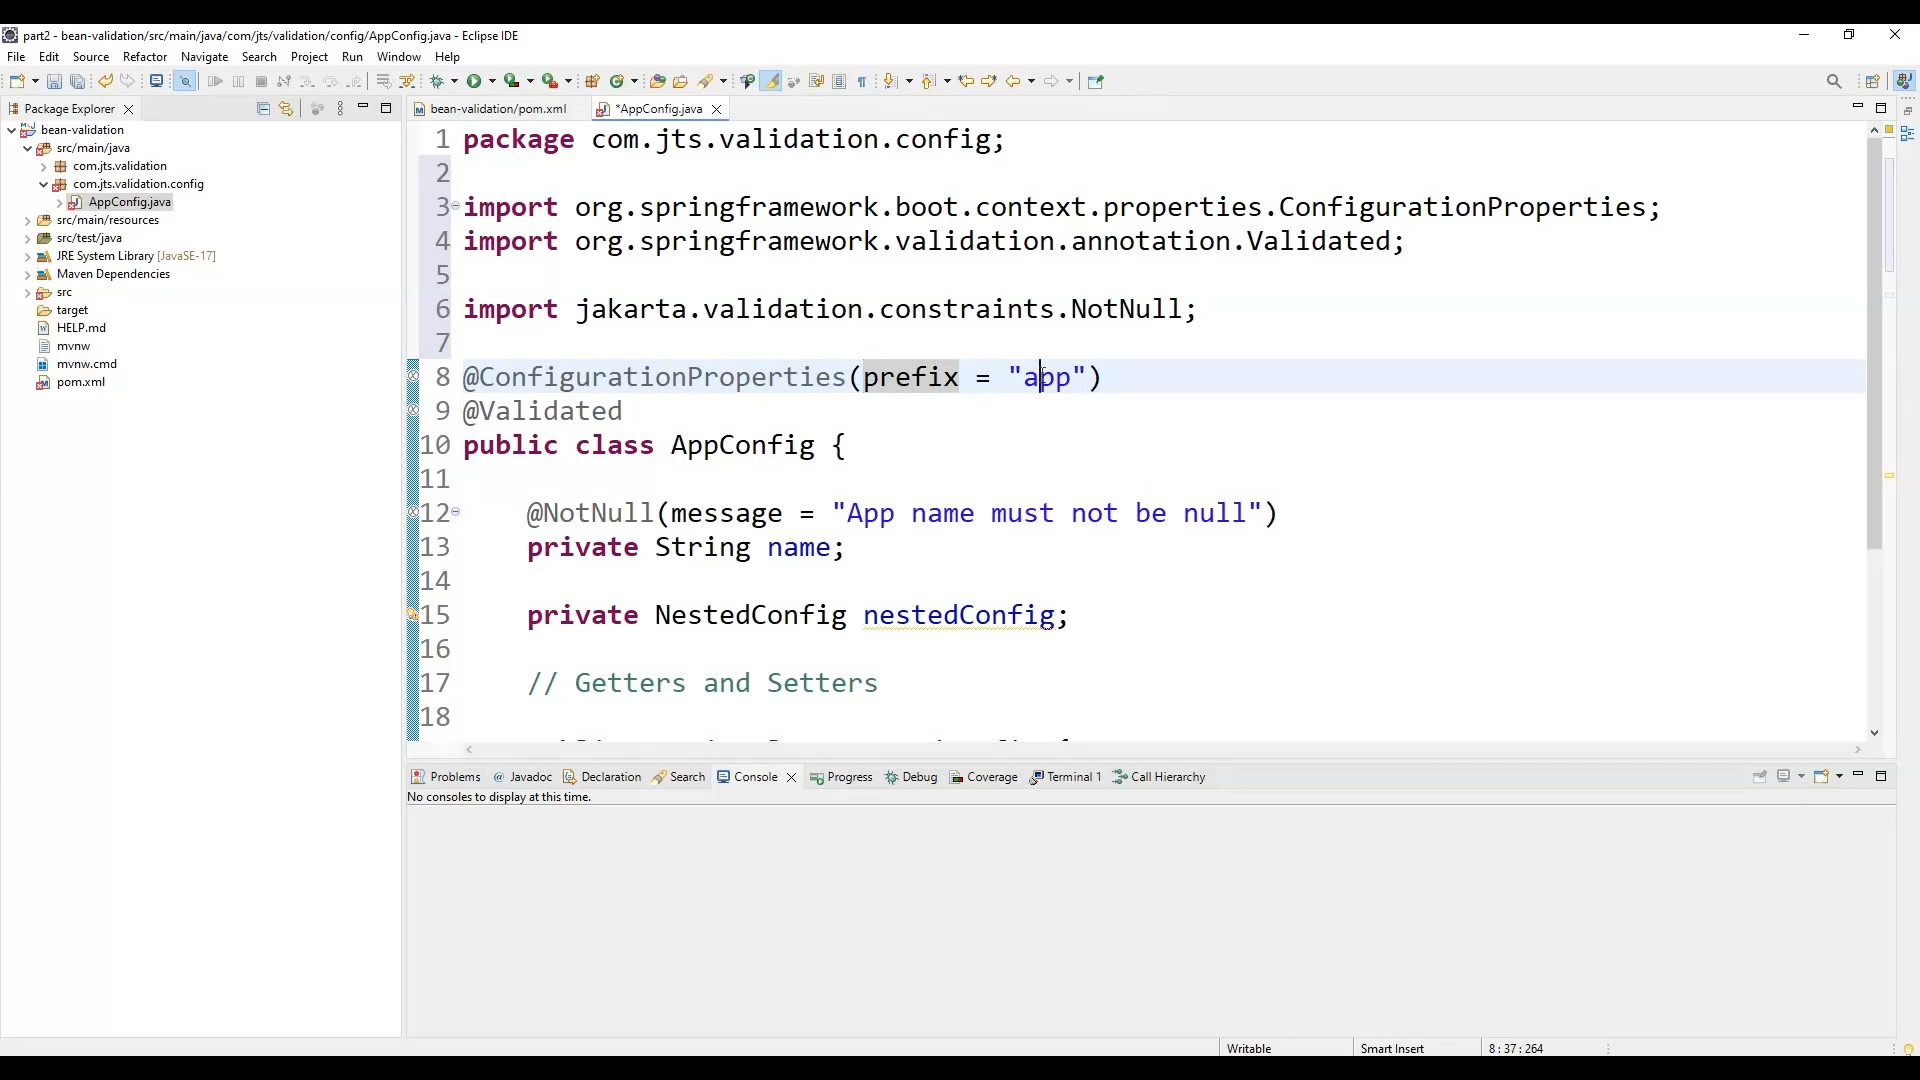 part2 - bean-validation/src/main/java/com/jts/validation/config/AppConfig.java - Eclipse IDE
File Edit Source Refactor Navigate Search Project Run Window Help
Package Explorer
bean-validation
src/main/java
com.jts.validation
com.jts.validation.config
AppConfig.java
src/main/resources
src/test/java
JRE System Library [JavaSE-17]
Maven Dependencies
src
target
HELP.md
mvnw
mvnw.cmd
pom.xml
bean-validation/pom.xml *AppConfig.java
1 package com.jts.validation.config;
2
3 import org.springframework.boot.context.properties.ConfigurationProperties;
4 import org.springframework.validation.annotation.Validated;
5
6 import jakarta.validation.constraints.NotNull;
7
8 @ConfigurationProperties(prefix = "app")
9 @Validated
10 public class AppConfig {
11
12 @NotNull(message = "App name must not be null")
13 private String name;
14
15 private NestedConfig nestedConfig;
16
17 // Getters and Setters
18
Problems Javadoc Declaration Search Console Progress Debug Coverage Terminal 1 Call Hierarchy
No consoles to display at this time.
Writable Smart Insert 8 : 37 : 264